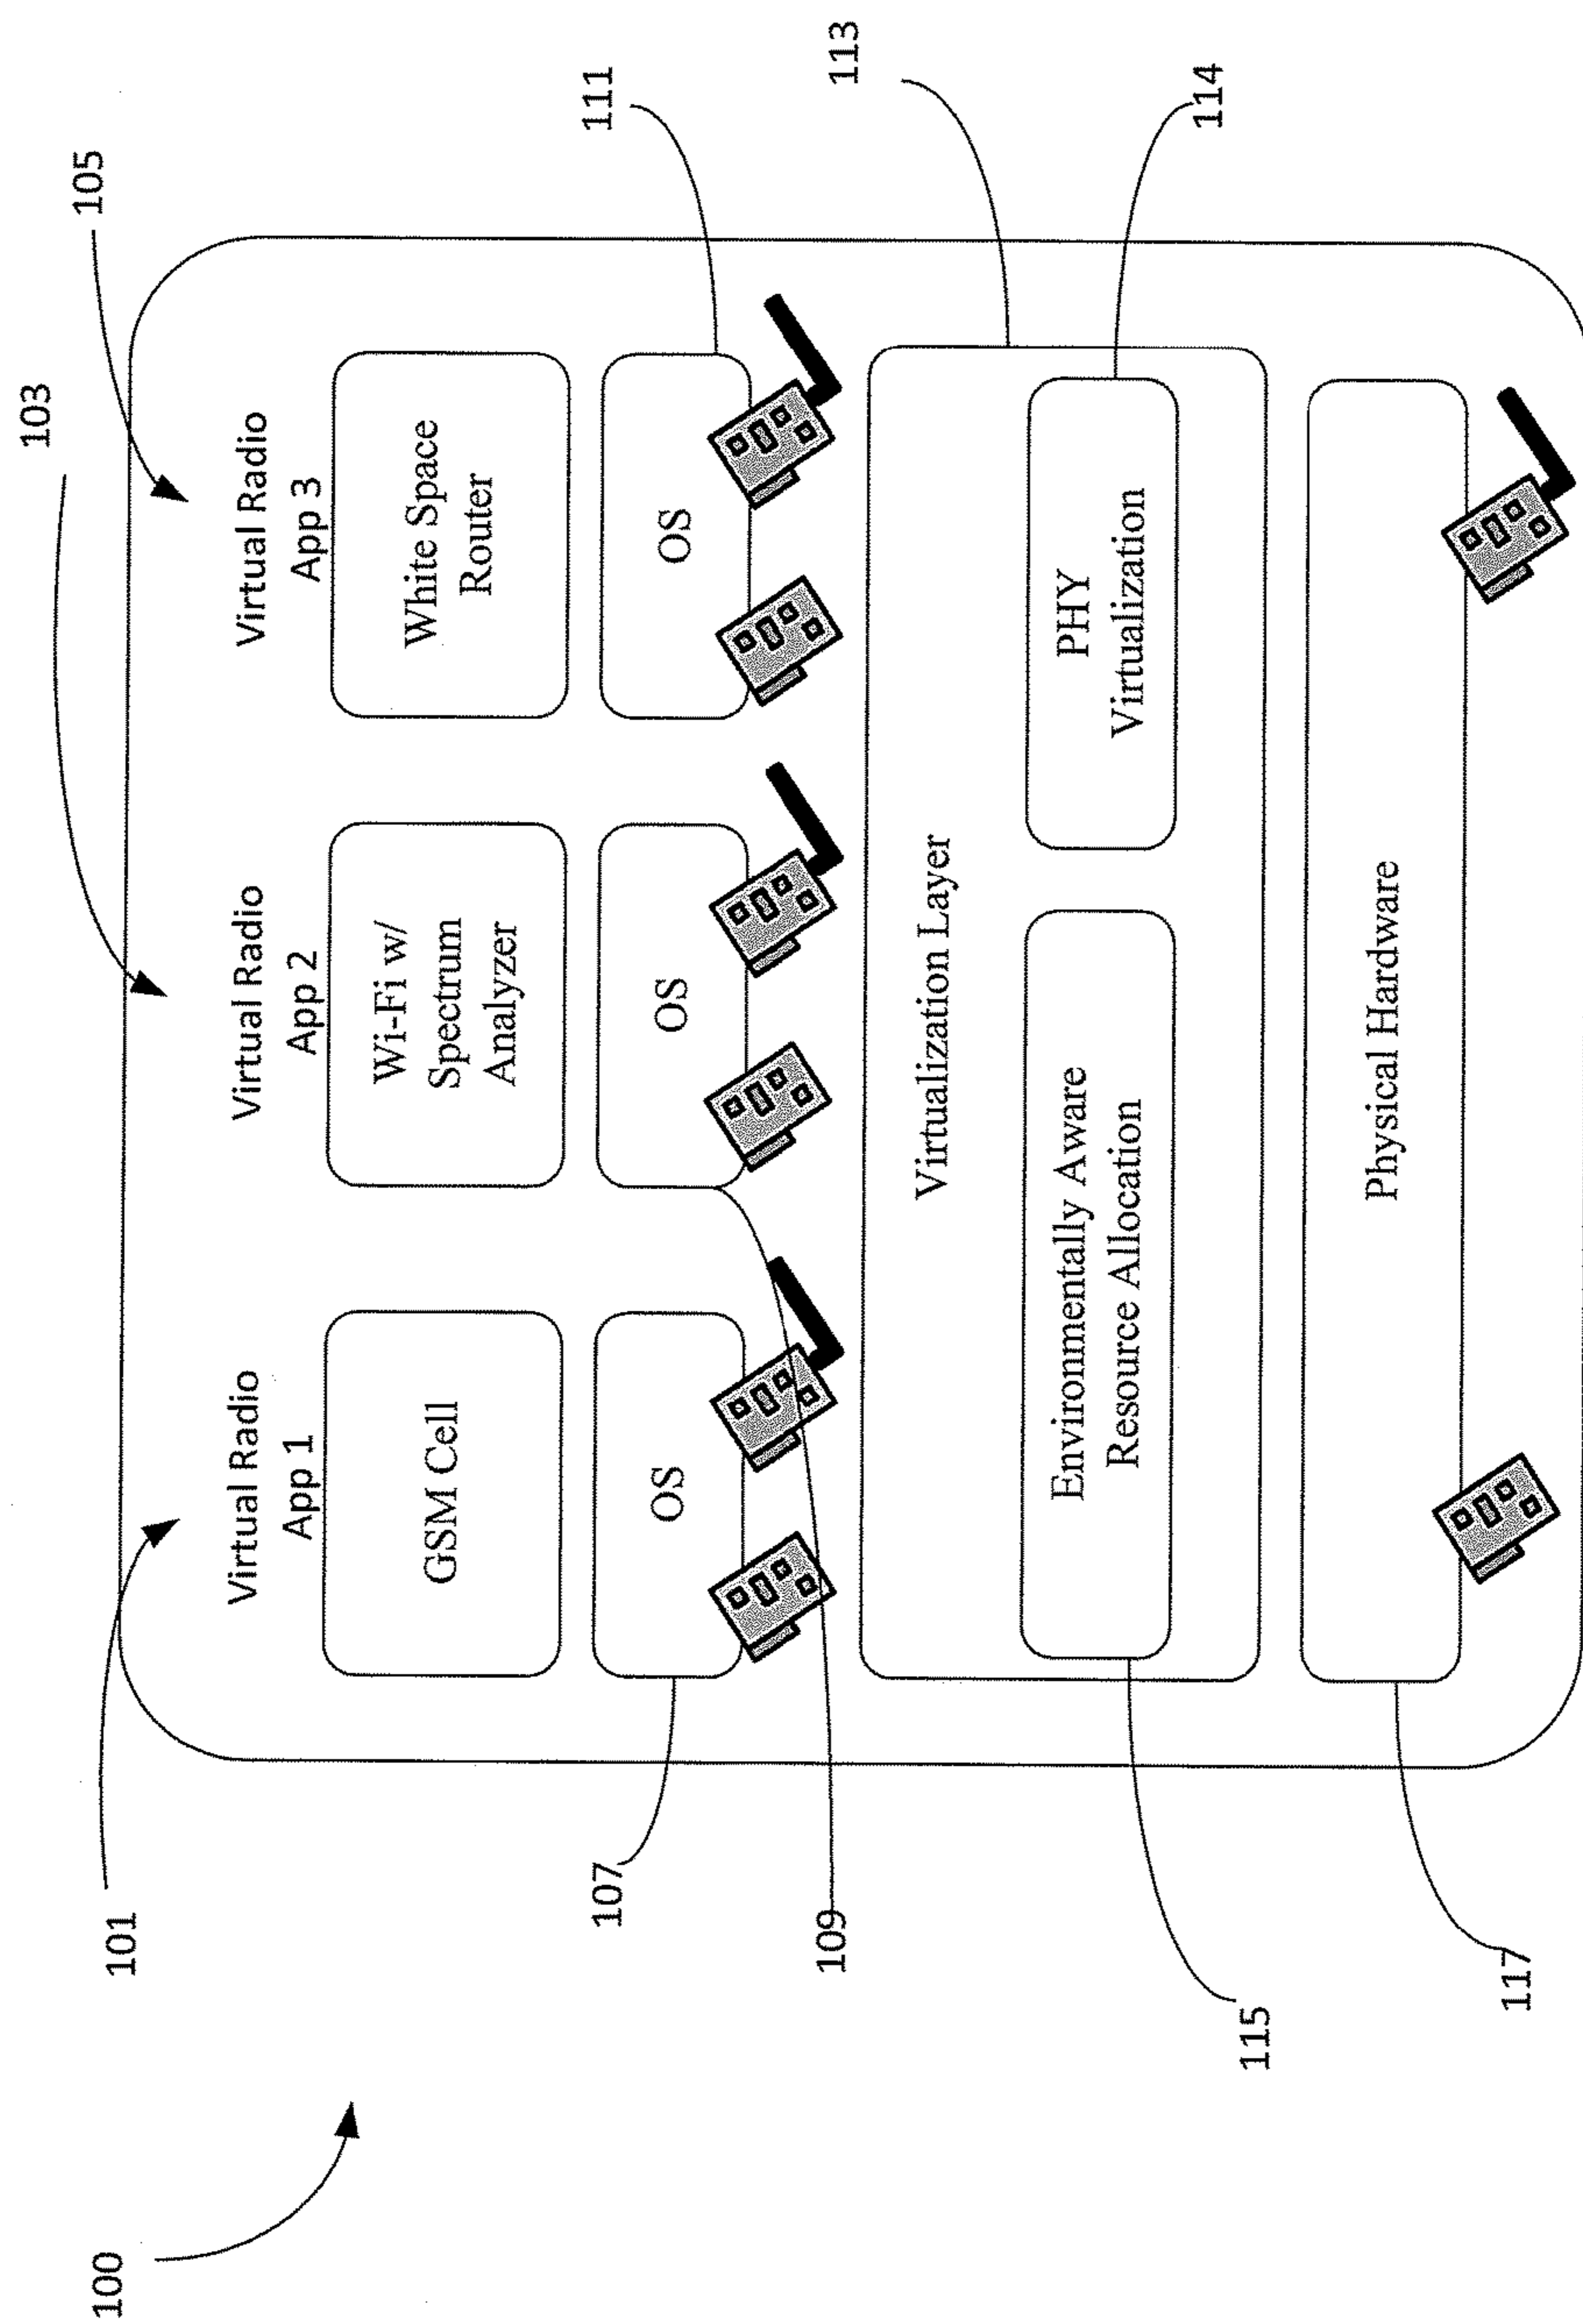 100
101
103
105
Virtual Radio
App 1
Virtual Radio
App 2
Virtual Radio
App 3
GSM Cell
Wi-Fi w/
Spectrum
Analyzer
White Space
Router
107
OS
OS
OS
111
109
113
Virtualization Layer
115
Environmentally Aware
Resource Allocation
PHY
Virtualization
114
117
Physical Hardware